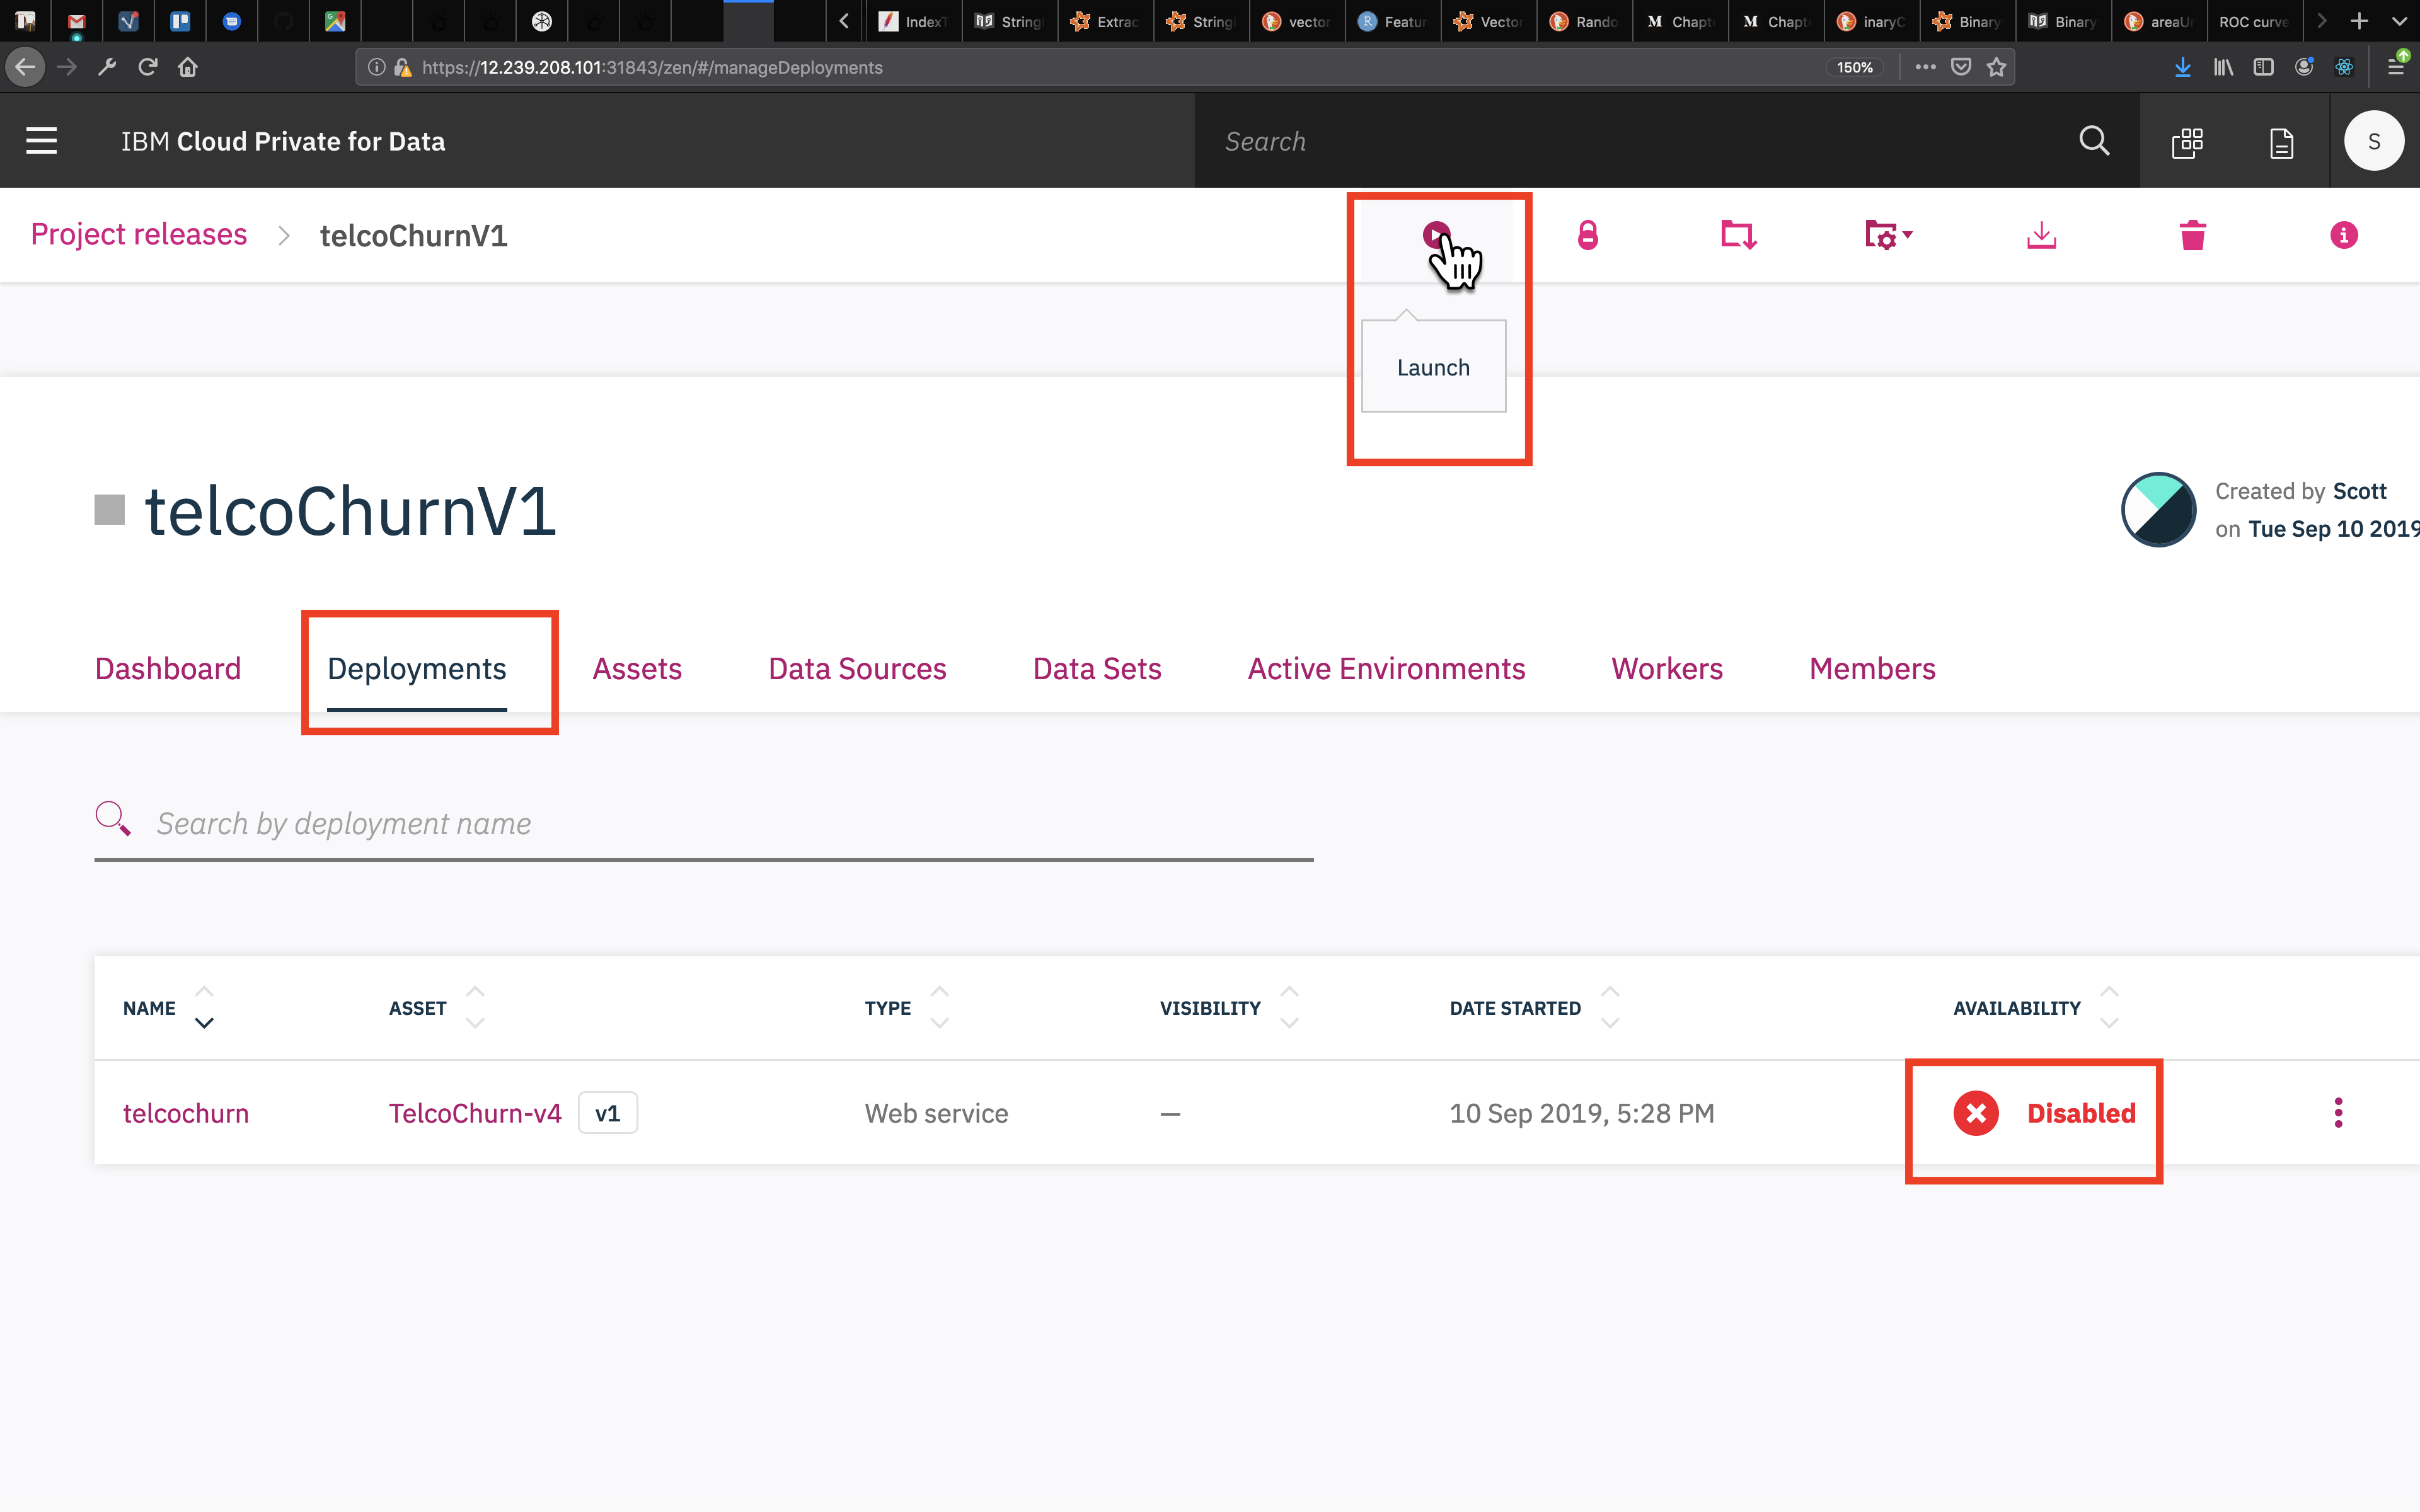 IndexT
String
Extrac
String
vector
Featur
Vector
Rando
Chapt
Chapt
inaryC
Binary
Binary
areaU
ROC curve
https://12.239.208.101:31843/zen/#/manageDeployments
150%
IBM Cloud Private for Data
Search
S
Project releases
telcoChurnV1
Launch
telcoChurnV1
Created by Scott
on Tue Sep 10 2019
Dashboard
Deployments
Assets
Data Sources
Data Sets
Active Environments
Workers
Members
Search by deployment name
NAME
ASSET
TYPE
VISIBILITY
DATE STARTED
AVAILABILITY
telcochurn
TelcoChurn-v4
v1
Web service
—
10 Sep 2019, 5:28 PM
Disabled